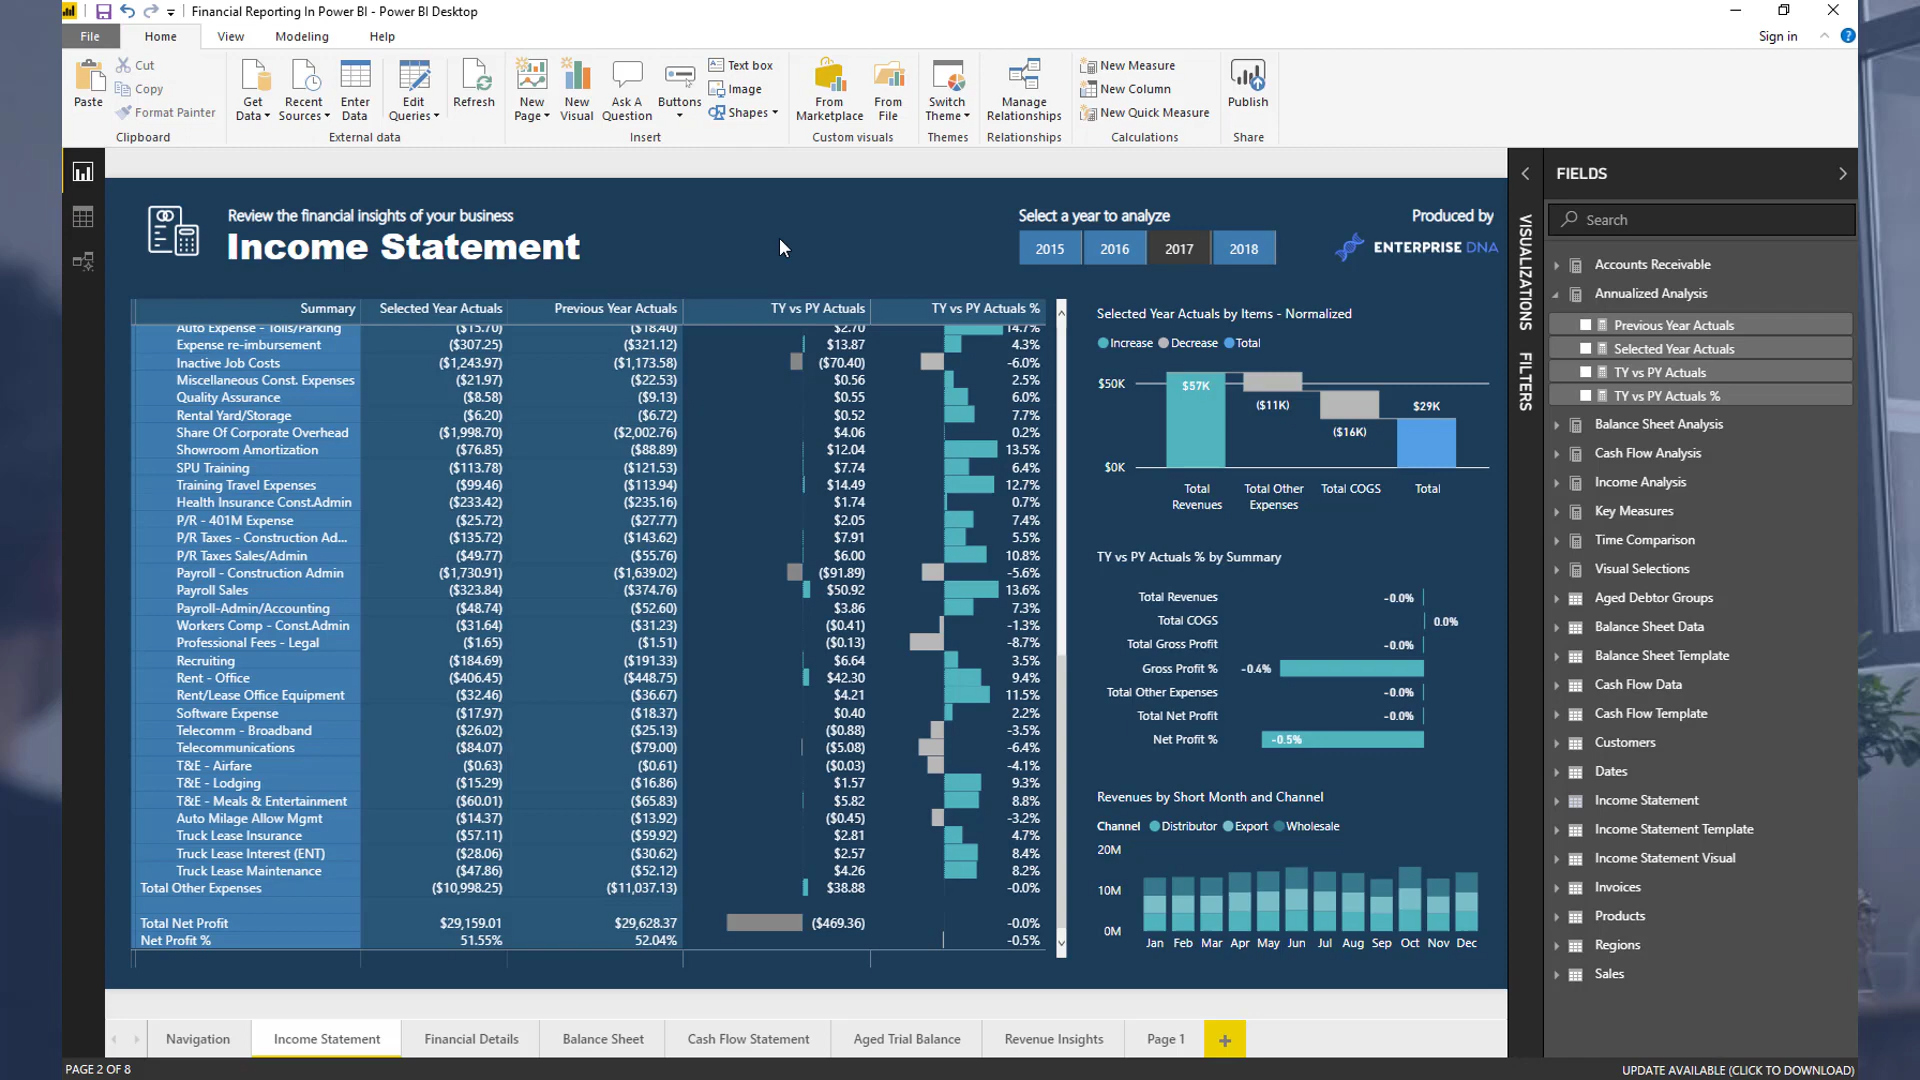 Financial Reporting In Power BI - Power BI Desktop
File Home View Modeling Help Sign in
Paste Cut Copy Format Painter Clipboard
Get Data Recent Sources Enter Data Edit Queries Refresh External data
New Page New Visual Ask A Question Buttons Text box Image Shapes Insert
From Marketplace From File Custom visuals
Switch Theme Themes
Manage Relationships Relationships
New Measure New Column New Quick Measure Calculations
Publish Share
Review the financial insights of your business
Income Statement
Select a year to analyze
2015 2016 2017 2018
Produced by
ENTERPRISE DNA
Summary Selected Year Actuals Previous Year Actuals TY vs PY Actuals TY vs PY Actuals %
Auto Expense - Tolls/Parking ($15.70) ($18.40) $2.70 14.7%
Expense re-imbursement ($307.25) ($321.12) $13.87 4.3%
Inactive Job Costs ($1,243.97) ($1,173.58) ($70.40) -6.0%
Miscellaneous Const. Expenses ($21.97) ($22.53) $0.56 2.5%
Quality Assurance ($8.58) ($9.13) $0.55 6.0%
Rental Yard/Storage ($6.20) ($6.72) $0.52 7.7%
Share Of Corporate Overhead ($1,998.70) ($2,002.76) $4.06 0.2%
Showroom Amortization ($76.85) ($88.89) $12.04 13.5%
SPU Training ($113.78) ($121.53) $7.74 6.4%
Training Travel Expenses ($99.46) ($113.94) $14.49 12.7%
Health Insurance Const.Admin ($233.42) ($235.16) $1.74 0.7%
P/R - 401M Expense ($25.72) ($27.77) $2.05 7.4%
P/R Taxes - Construction Ad... ($135.72) ($143.62) $7.91 5.5%
P/R Taxes Sales/Admin ($49.77) ($55.76) $6.00 10.8%
Payroll - Construction Admin ($1,730.91) ($1,639.02) ($91.89) -5.6%
Payroll Sales ($323.84) ($374.76) $50.92 13.6%
Payroll-Admin/Accounting ($48.74) ($52.60) $3.86 7.3%
Workers Comp - Const.Admin ($31.64) ($31.23) ($0.41) -1.3%
Professional Fees - Legal ($1.65) ($1.51) ($0.13) -8.7%
Recruiting ($184.69) ($191.33) $6.64 3.5%
Rent - Office ($406.45) ($448.75) $42.30 9.4%
Rent/Lease Office Equipment ($32.46) ($36.67) $4.21 11.5%
Software Expense ($17.97) ($18.37) $0.40 2.2%
Telecomm - Broadband ($26.02) ($25.13) ($0.88) -3.5%
Telecommunications ($84.07) ($79.00) ($5.08) -6.4%
T&E - Airfare ($0.63) ($0.61) ($0.03) -4.1%
T&E - Lodging ($15.29) ($16.86) $1.57 9.3%
T&E - Meals & Entertainment ($60.01) ($65.83) $5.82 8.8%
Auto Milage Allow Mgmt ($14.37) ($13.92) ($0.45) -3.2%
Truck Lease Insurance ($57.11) ($59.92) $2.81 4.7%
Truck Lease Interest (ENT) ($28.06) ($30.62) $2.57 8.4%
Truck Lease Maintenance ($47.86) ($52.12) $4.26 8.2%
Total Other Expenses ($10,998.25) ($11,037.13) $38.88 -0.0%
Total Net Profit $29,159.01 $29,628.37 ($469.36) -0.0%
Net Profit % 51.55% 52.04% -0.5%
Selected Year Actuals by Items - Normalized
Increase Decrease Total
$50K
$0K
$57K ($11K) ($16K) $29K
Total Revenues Total Other Expenses Total COGS Total
TY vs PY Actuals % by Summary
Total Revenues -0.0%
Total COGS 0.0%
Total Gross Profit -0.0%
Gross Profit % -0.4%
Total Other Expenses -0.0%
Total Net Profit -0.0%
Net Profit % -0.5%
Revenues by Short Month and Channel
Channel Distributor Export Wholesale
20M
10M
0M
Jan Feb Mar Apr May Jun Jul Aug Sep Oct Nov Dec
VISUALIZATIONS
FILTERS
FIELDS
Search
Accounts Receivable
Annualized Analysis
Previous Year Actuals
Selected Year Actuals
TY vs PY Actuals
TY vs PY Actuals %
Balance Sheet Analysis
Cash Flow Analysis
Income Analysis
Key Measures
Time Comparison
Visual Selections
Aged Debtor Groups
Balance Sheet Data
Balance Sheet Template
Cash Flow Data
Cash Flow Template
Customers
Dates
Income Statement
Income Statement Template
Income Statement Visual
Invoices
Products
Regions
Sales
Navigation Income Statement Financial Details Balance Sheet Cash Flow Statement Aged Trial Balance Revenue Insights Page 1
PAGE 2 OF 8
UPDATE AVAILABLE (CLICK TO DOWNLOAD)